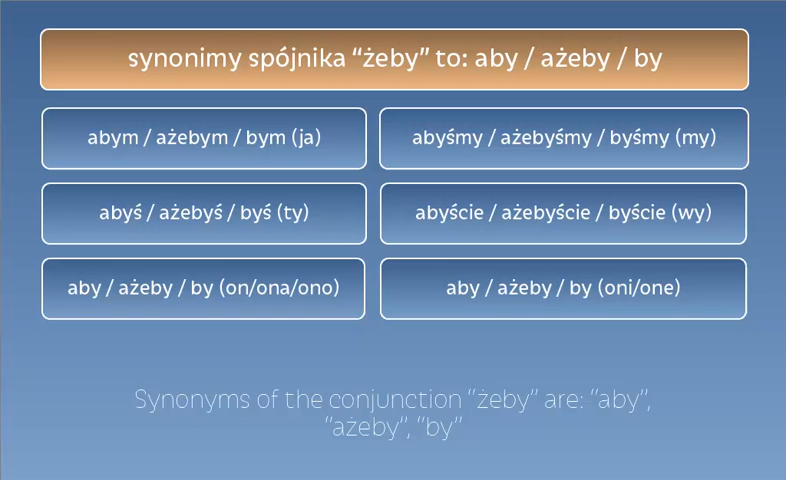 synonimy spójnika “żeby” to: aby / ażeby / by
abym / ażebym / bym (ja)
abyśmy / ażebyśmy / byśmy (my)
abyś / ażebyś / byś (ty)
abyście / ażebyście / byście (wy)
aby / ażeby / by (on/ona/ono)
aby / ażeby / by (oni/one)
Synonyms of the conjunction “żeby” are: “aby”,
“ażeby”, “by”